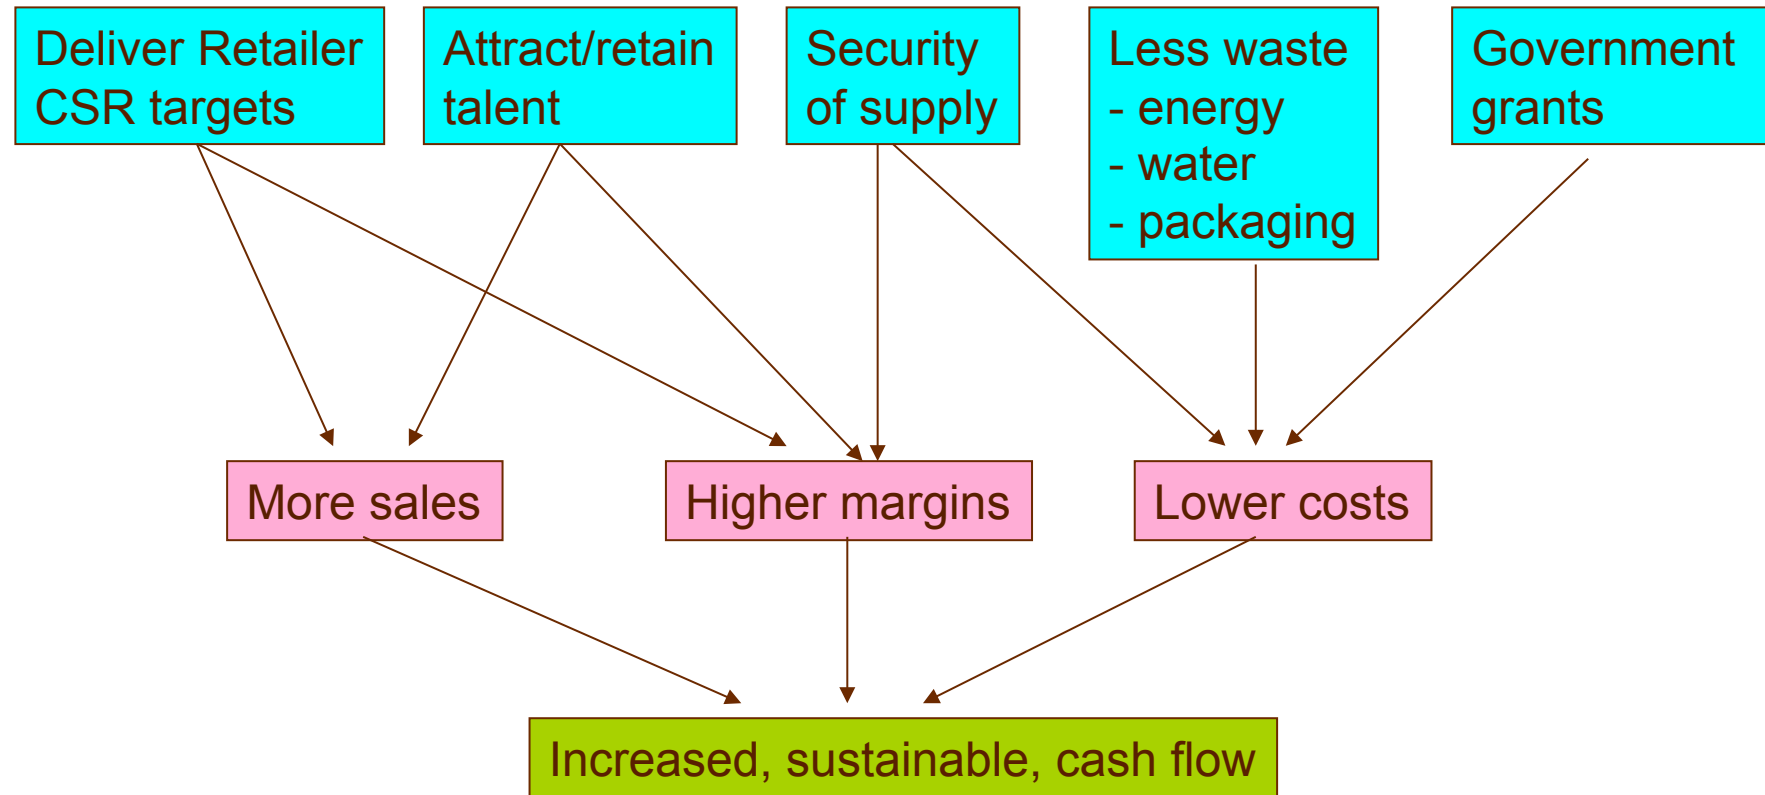 Deliver Retailer
CSR targets
Attract/retain
talent
Security
of supply
Less waste
- energy
- water
- packaging
Government
grants
More sales
Higher margins
Lower costs
Increased, sustainable, cash flow